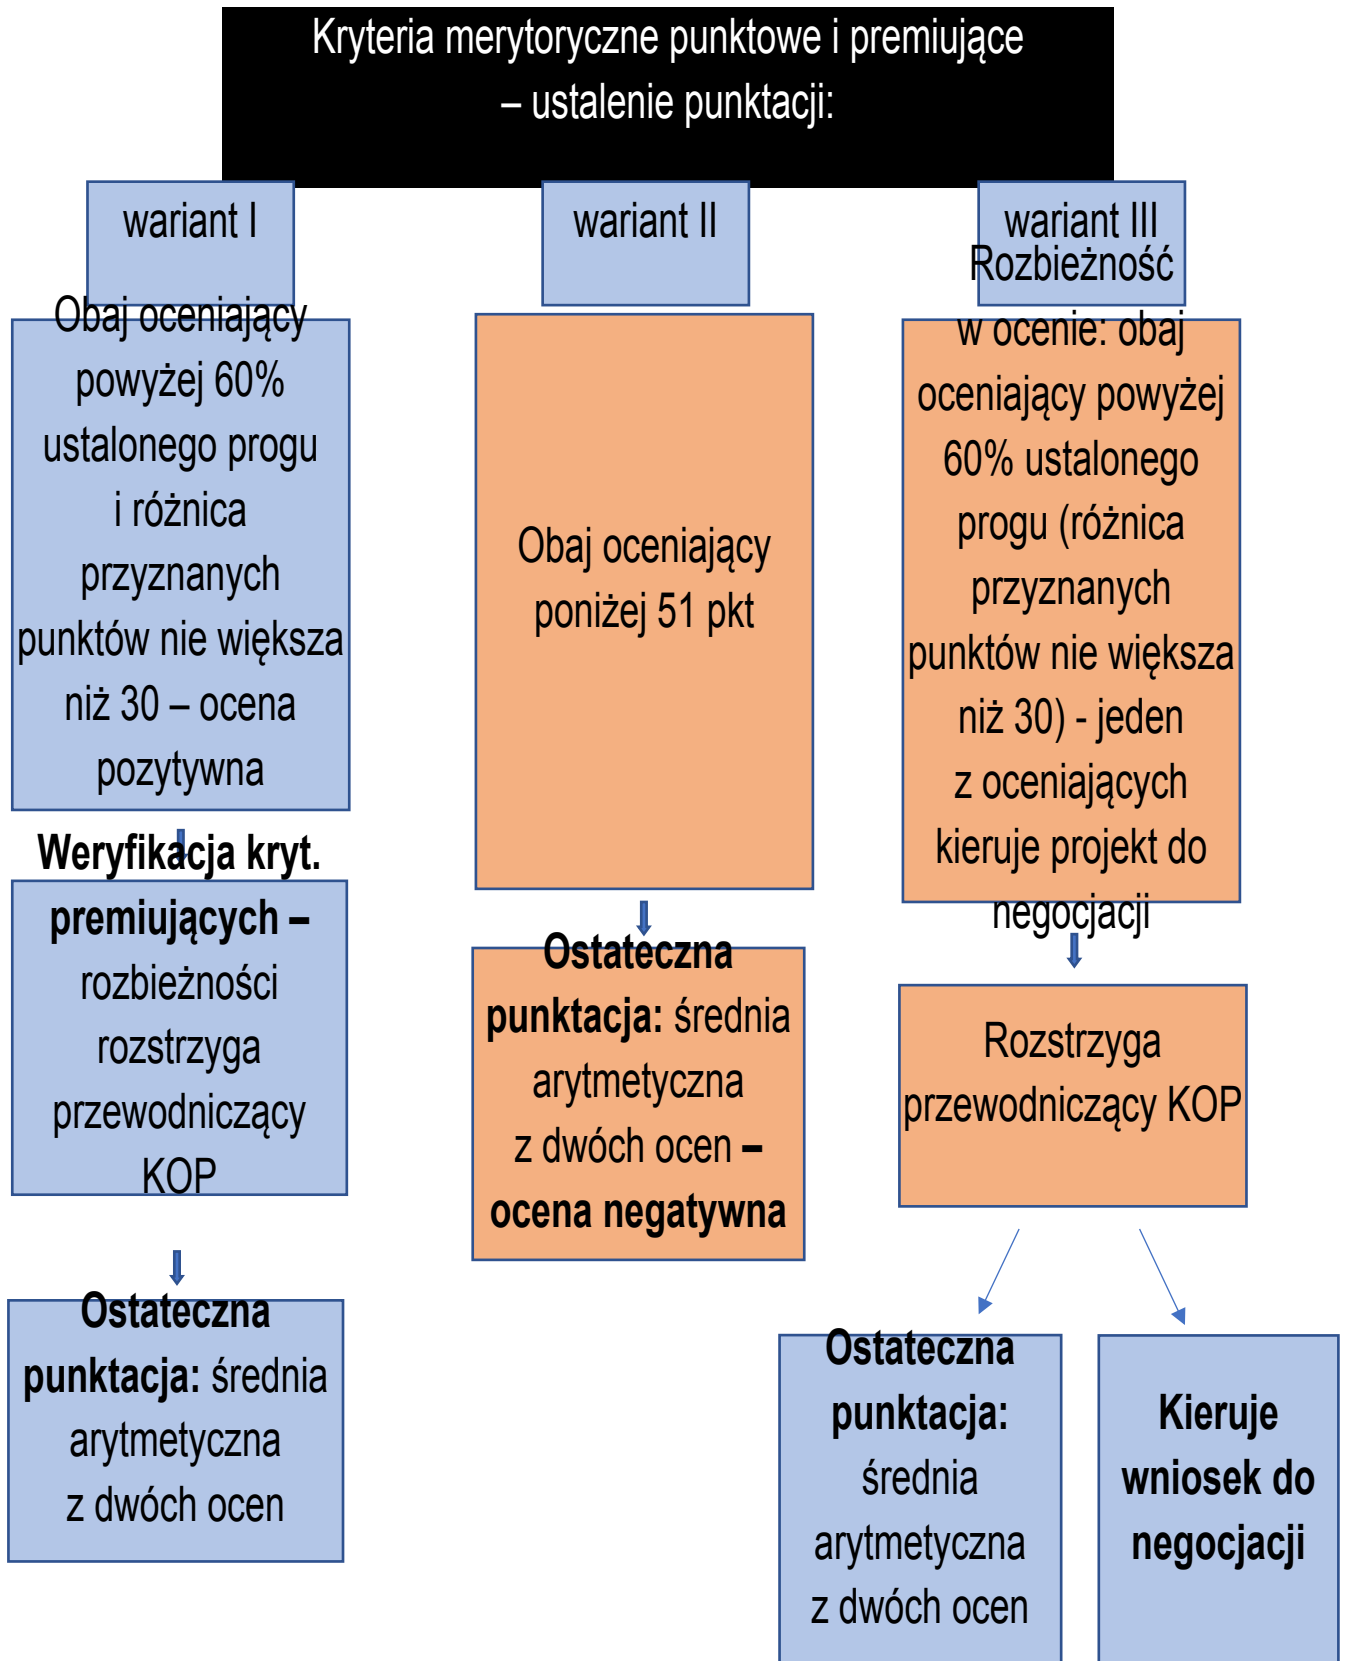 Kryteria merytoryczne punktowe i premiujące
– ustalenie punktacji:
wariant I
Obaj oceniający
powyżej 60%
ustalonego progu
i różnica
przyznanych
punktów nie większa
niż 30 – ocena
pozytywna
Weryfikacja kryt.
premiujących –
rozbieżności
rozstrzyga
przewodniczący
KOP
Ostateczna
punktacja: średnia
arytmetyczna
z dwóch ocen
wariant II
Obaj oceniający
poniżej 51 pkt
Ostateczna
punktacja: średnia
arytmetyczna
z dwóch ocen –
ocena negatywna
wariant III
Rozbieżność
w ocenie: obaj
oceniający powyżej
60% ustalonego
progu (różnica
przyznanych
punktów nie większa
niż 30) - jeden
z oceniających
kieruje projekt do
negocjacji
Rozstrzyga
przewodniczący KOP
Ostateczna
punktacja:
średnia
arytmetyczna
z dwóch ocen
Kieruje
wniosek do
negocjacji